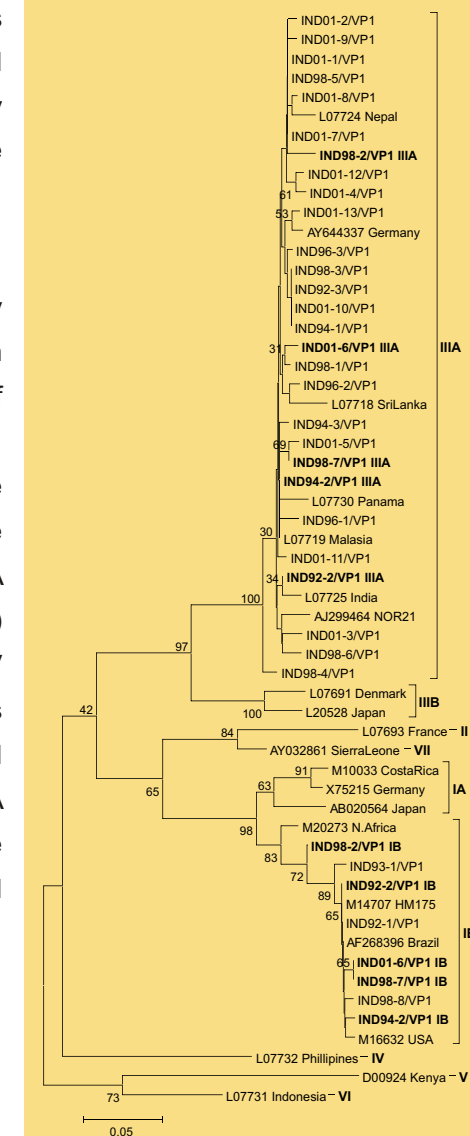 IND01-2/VP1
IND01-9/VP1
IND01-1/VP1
IND98-5/VP1
IND01-8/VP1
L07724 Nepal
IND01-7/VP1
IND98-2/VP1 IIIA
IND01-12/VP1
61
IND01-4/VP1
53
IND01-13/VP1
AY644337 Germany
IND96-3/VP1
IND98-3/VP1
IND92-3/VP1
IND01-10/VP1
IND94-1/VP1
31
IND01-6/VP1 IIIA
IIIA
IND98-1/VP1
IND96-2/VP1
L07718 SriLanka
IND94-3/VP1
69
IND01-5/VP1
IND98-7/VP1 IIIA
IND94-2/VP1 IIIA
L07730 Panama
IND96-1/VP1
30
L07719 Malasia
IND01-11/VP1
34
IND92-2/VP1 IIIA
100
L07725 India
AJ299464 NOR21
IND01-3/VP1
97
IND98-6/VP1
IND98-4/VP1
L07691 Denmark
IIIB
42
100
L20528 Japan
84
L07693 France
II
AY032861 SierraLeone
VII
65
91
M10033 CostaRica
63
X75215 Germany
IA
AB020564 Japan
98
M20273 N.Africa
83
IND98-2/VP1 IB
72
IND93-1/VP1
89
IND92-2/VP1 IB
M14707 HM175
65
IND92-1/VP1
AF268396 Brazil
65
IND01-6/VP1 IB
IND98-7/VP1 IB
IND98-8/VP1
IND94-2/VP1 IB
M16632 USA
L07732 Phillipines
IV
D00924 Kenya
V
73
L07731 Indonesia
VI
0.05